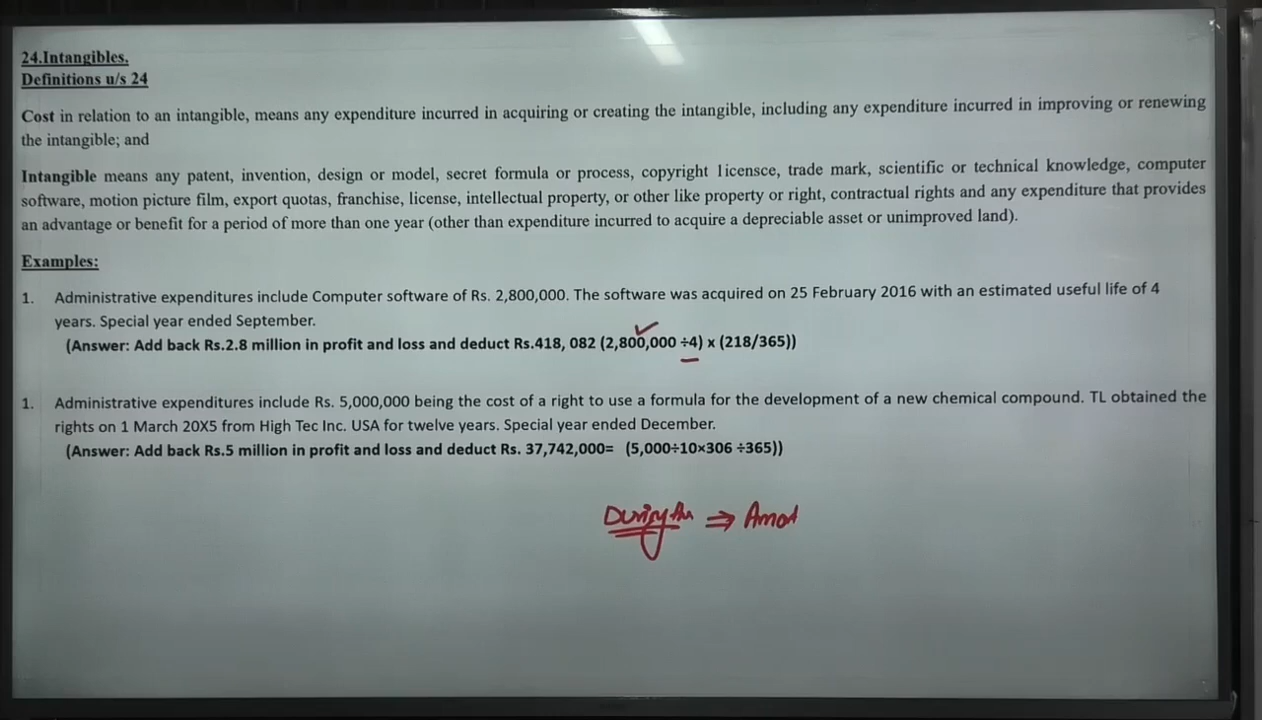 24.Intangibles.
Definitions u/s 24
Cost in relation to an intangible, means any expenditure incurred in acquiring or creating the intangible, including any expenditure incurred in improving or renewing
the intangible; and
Intangible means any patent, invention, design or model, secret formula or process, copyright licensce, trade mark, scientific or technical knowledge, computer
software, motion picture film, export quotas, franchise, license, intellectual property, or other like property or right, contractual rights and any expenditure that provides
an advantage or benefit for a period of more than one year (other than expenditure incurred to acquire a depreciable asset or unimproved land).
Examples:
1. Administrative expenditures include Computer software of Rs. 2,800,000. The software was acquired on 25 February 2016 with an estimated useful life of 4
years. Special year ended September.
(Answer: Add back Rs.2.8 million in profit and loss and deduct Rs.418, 082 (2,800,000 ÷4) x (218/365))
1. Administrative expenditures include Rs. 5,000,000 being the cost of a right to use a formula for the development of a new chemical compound. TL obtained the
rights on 1 March 20X5 from High Tec Inc. USA for twelve years. Special year ended December.
(Answer: Add back Rs.5 million in profit and loss and deduct Rs. 37,742,000= (5,000÷10×306 ÷365))
⇒ Amot